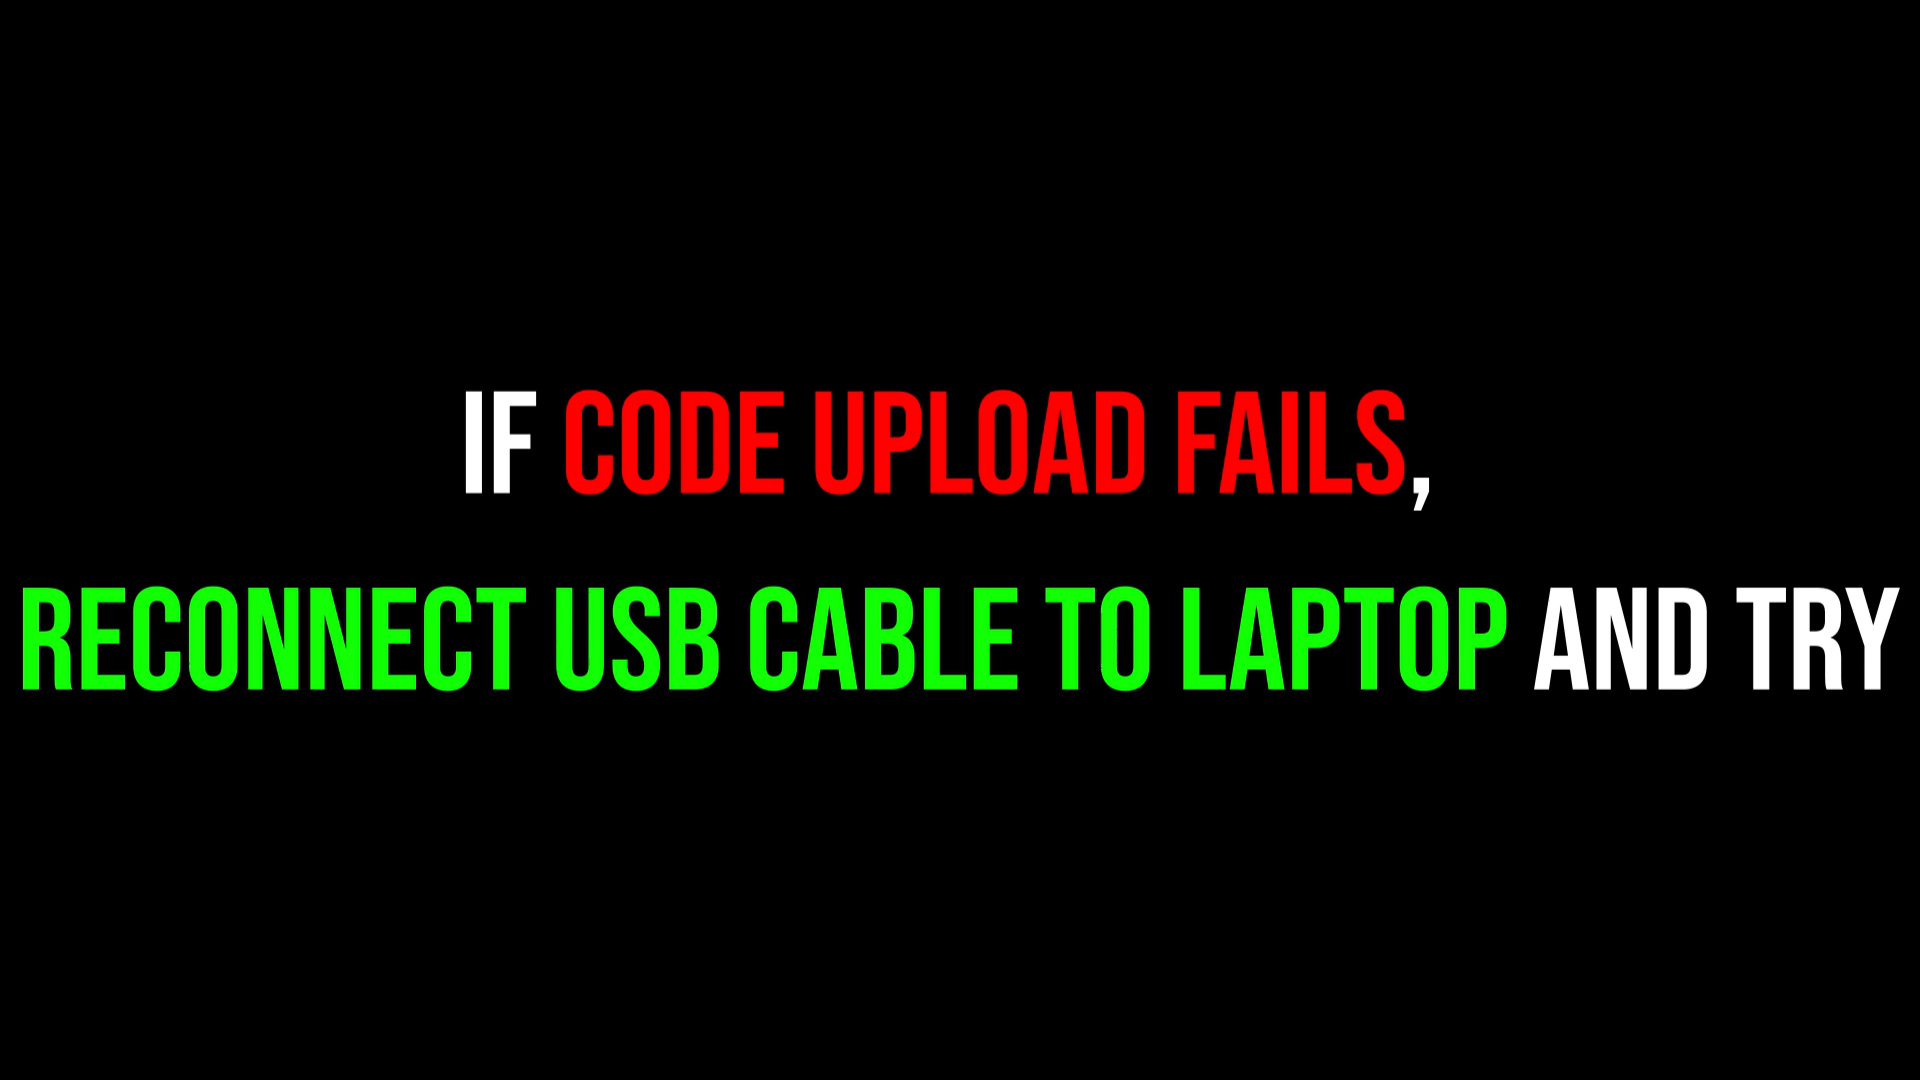 IF CODE UPLOAD FAILS,
RECONNECT USB CABLE TO LAPTOP AND TRY